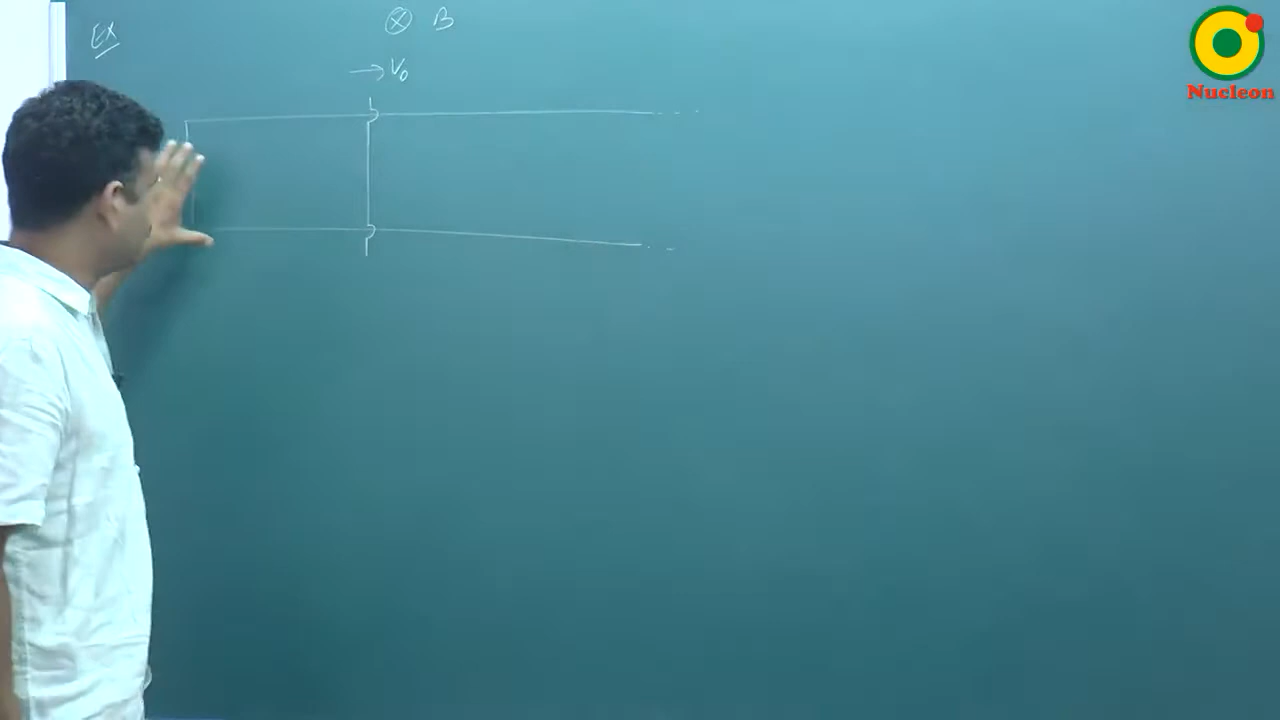 Ex
⊗ B
→ V₀
Nucleon